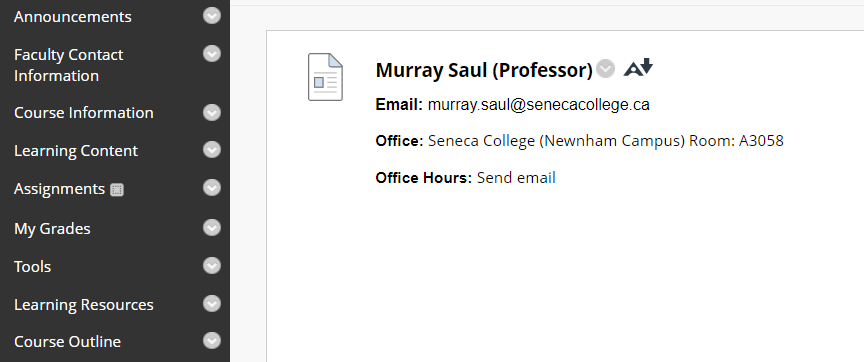 Announcements
Faculty Contact
Information
Course Information
Learning Content
Assignments
My Grades
Tools
Learning Resources
Course Outline
Murray Saul (Professor)
Email: murray.saul@senecacollege.ca
Office: Seneca College (Newnham Campus) Room: A3058
Office Hours: Send email